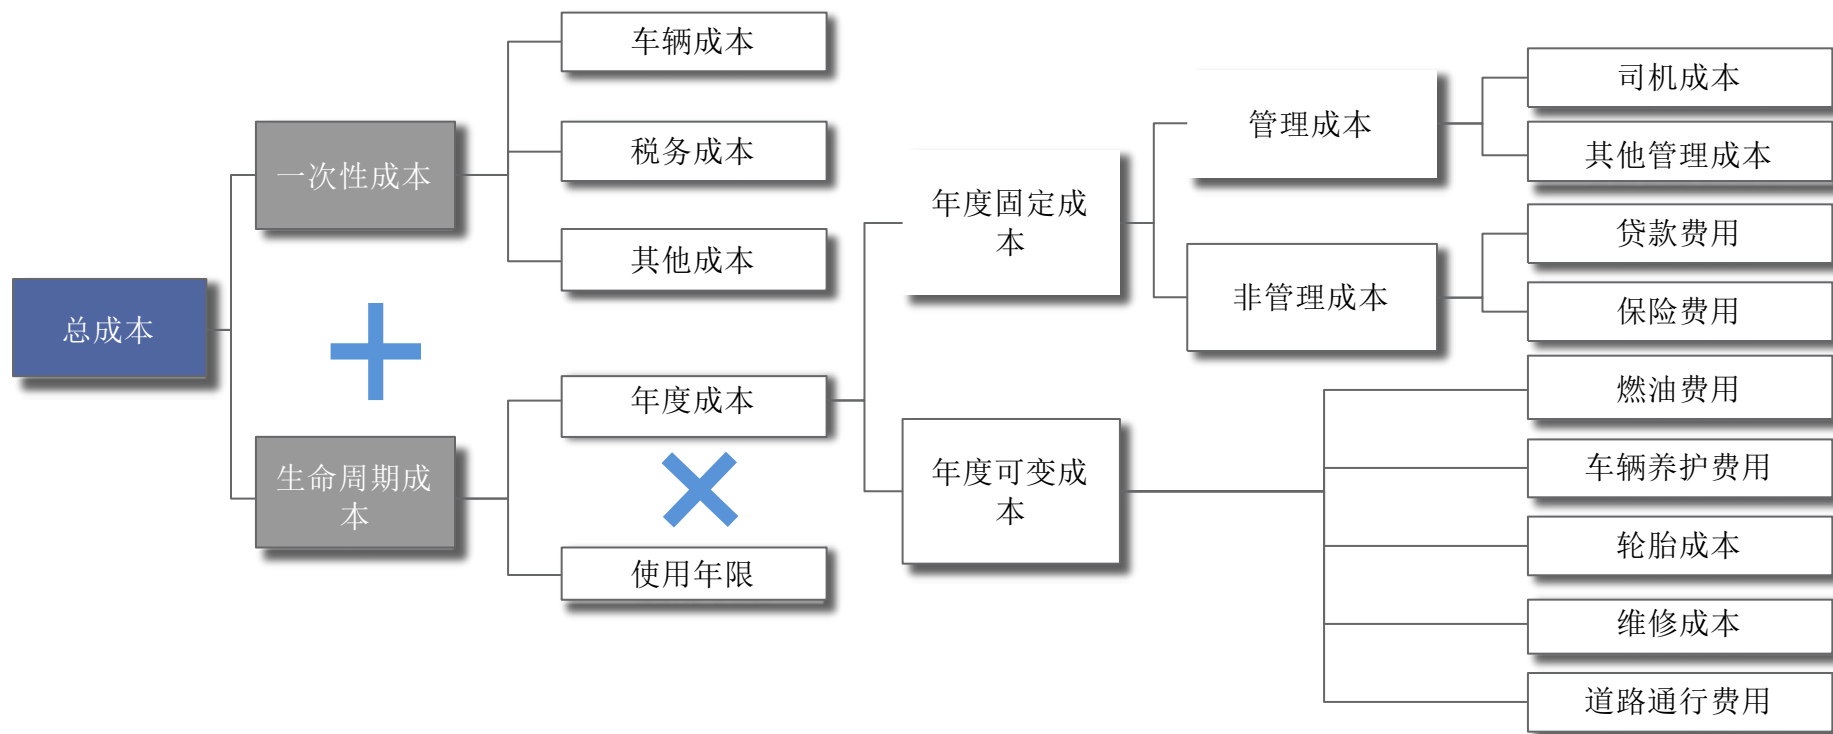 总成本
一次性成本
生命周期成
本
车辆成本
税务成本
其他成本
年度成本
使用年限
年度固定成
本
年度可变成
本
管理成本
非管理成本
司机成本
其他管理成本
贷款费用
保险费用
燃油费用
车辆养护费用
轮胎成本
维修成本
道路通行费用